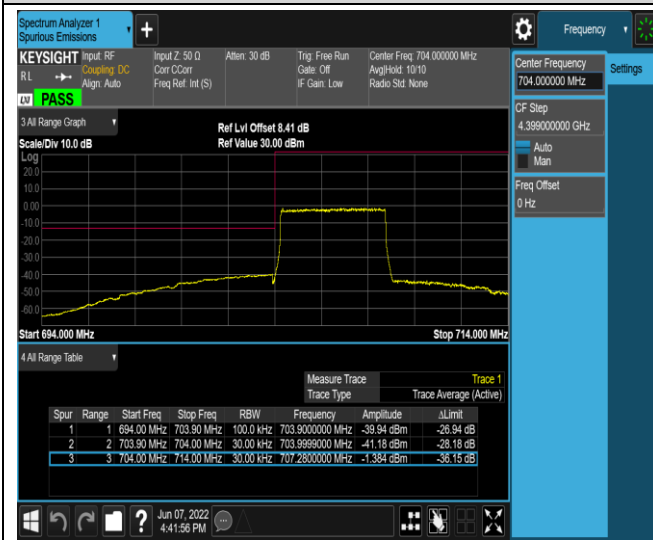 Spectrum Analyzer 1
Spurious Emissions
Frequency
KEYSIGHT Input: RF Input Z: 50 Ω Atten: 30 dB Trig: Free Run Center Freq: 704.000000 MHz
RL Coupling: DC Corr CCorr Gate: Off Avg|Hold: 10/10
Align: Auto Freq Ref: Int (S) IF Gain: Low Radio Std: None
LXI PASS
Center Frequency
704.000000 MHz
Settings
CF Step
4.399000000 GHz
Auto
Man
Freq Offset
0 Hz
3 All Range Graph
Ref Lvl Offset 8.41 dB
Scale/Div 10.0 dB Ref Value 30.00 dBm
Log
20.0
10.0
0.00
-10.0
-20.0
-30.0
-40.0
-50.0
-60.0
Start 694.000 MHz Stop 714.000 MHz
4 All Range Table
Measure Trace Trace 1
Trace Type Trace Average (Active)
Spur Range Start Freq Stop Freq RBW Frequency Amplitude ΔLimit
1 1 694.00 MHz 703.90 MHz 100.0 kHz 703.9000000 MHz -39.94 dBm -26.94 dB
2 2 703.90 MHz 704.00 MHz 30.00 kHz 703.9999000 MHz -41.18 dBm -28.18 dB
3 3 704.00 MHz 714.00 MHz 30.00 kHz 707.2800000 MHz -1.384 dBm -36.15 dB
Jun 07, 2022
4:41:56 PM